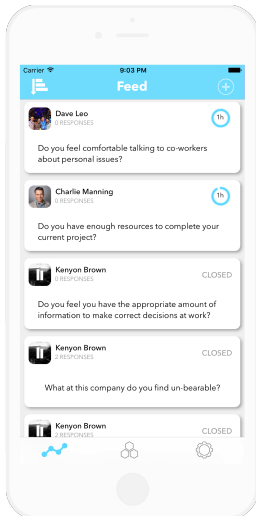 Carrier 9:03 PM
Feed
Dave Leo
0 RESPONSES
1h
Do you feel comfortable talking to co-workers
about personal issues?
Charlie Manning
0 RESPONSES
1h
Do you have enough resources to complete your
current project?
Kenyon Brown
0 RESPONSES
CLOSED
Do you feel you have the appropriate amount of
information to make correct decisions at work?
Kenyon Brown
2 RESPONSES
CLOSED
What at this company do you find un-bearable?
Kenyon Brown
2 RESPONSES
CLOSED